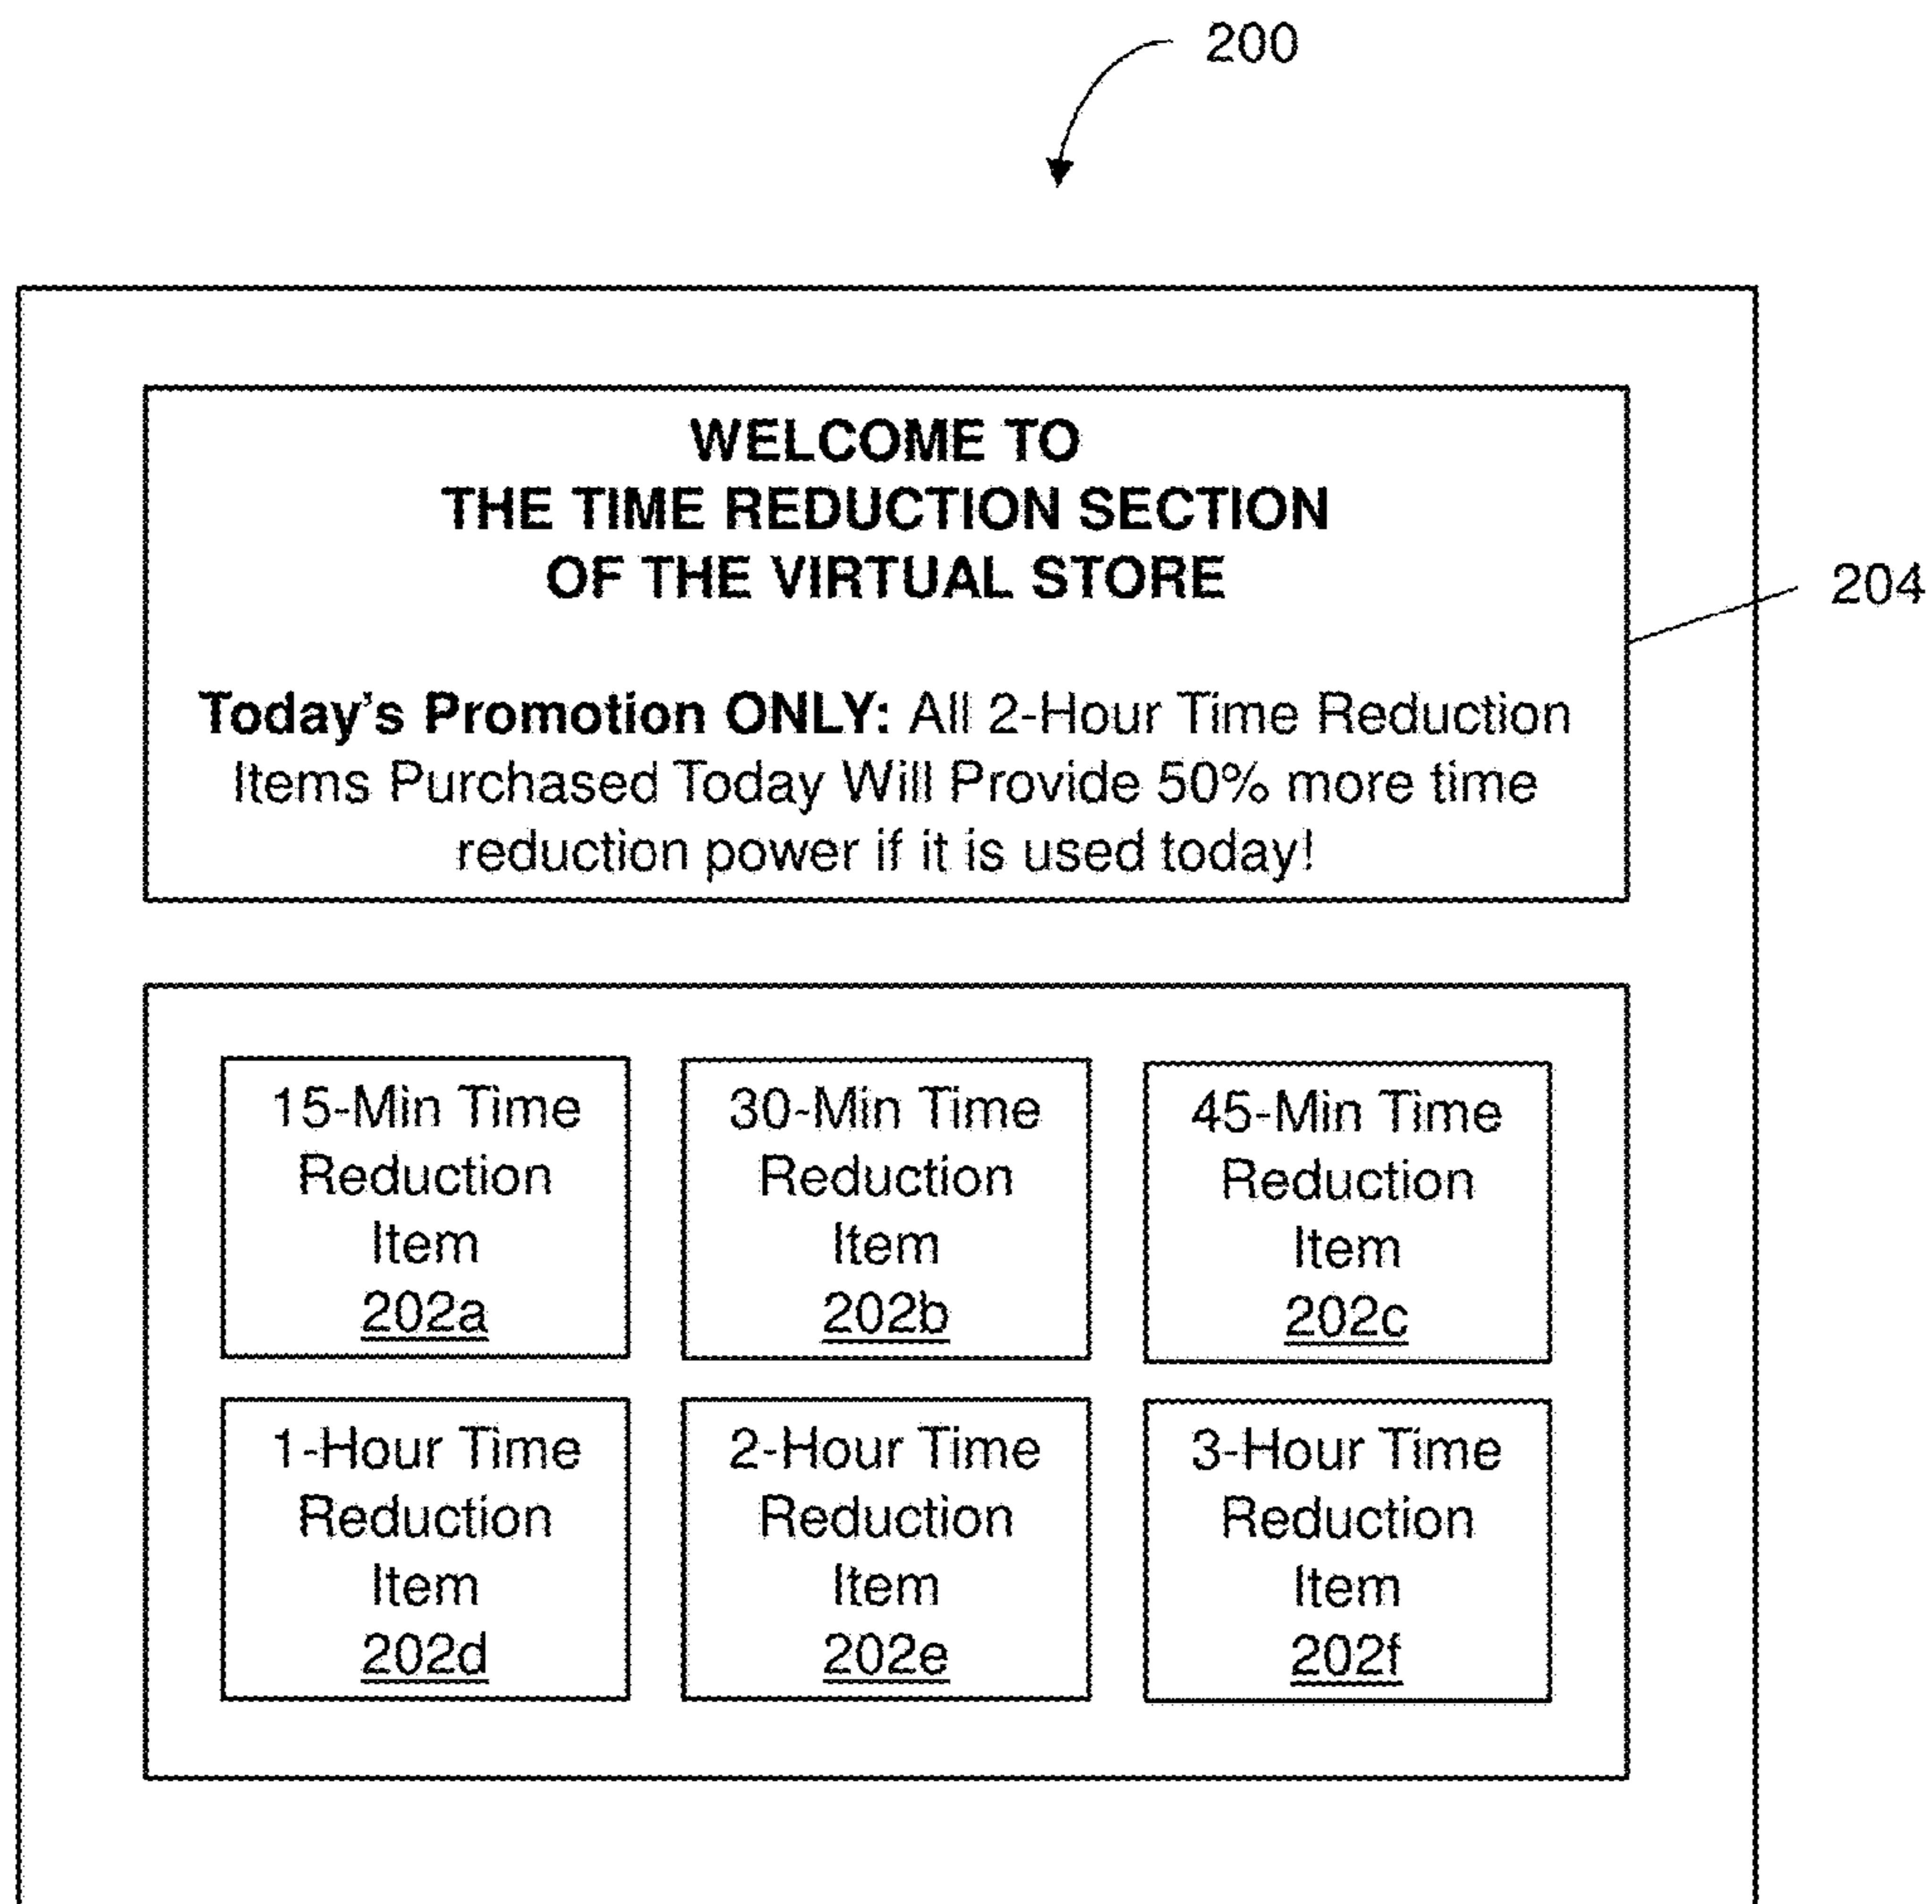 200
WELCOME TO
THE TIME REDUCTION SECTION
OF THE VIRTUAL STORE
204
Today's Promotion ONLY: All 2-Hour Time Reduction
Items Purchased Today Will Provide 50% more time
reduction power if it is used today!
15-Min Time
Reduction
Item
202a
30-Min Time
Reduction
Item
202b
45-Min Time
Reduction
Item
202c
1-Hour Time
Reduction
Item
202d
2-Hour Time
Reduction
Item
202e
3-Hour Time
Reduction
Item
202f